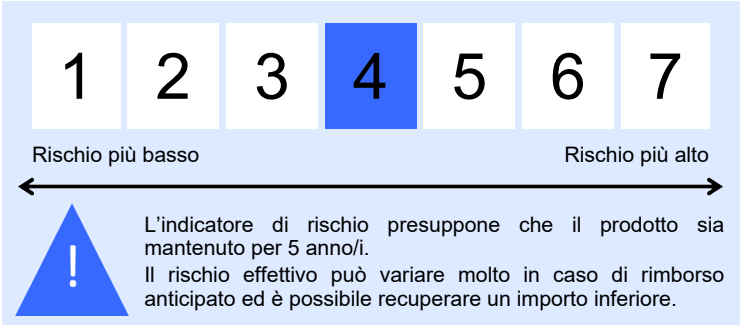 1 2 3 4 5 6 7
Rischio più basso Rischio più alto
!
L'indicatore di rischio presuppone che il prodotto sia
mantenuto per 5 anno/i.
Il rischio effettivo può variare molto in caso di rimborso
anticipato ed è possibile recuperare un importo inferiore.